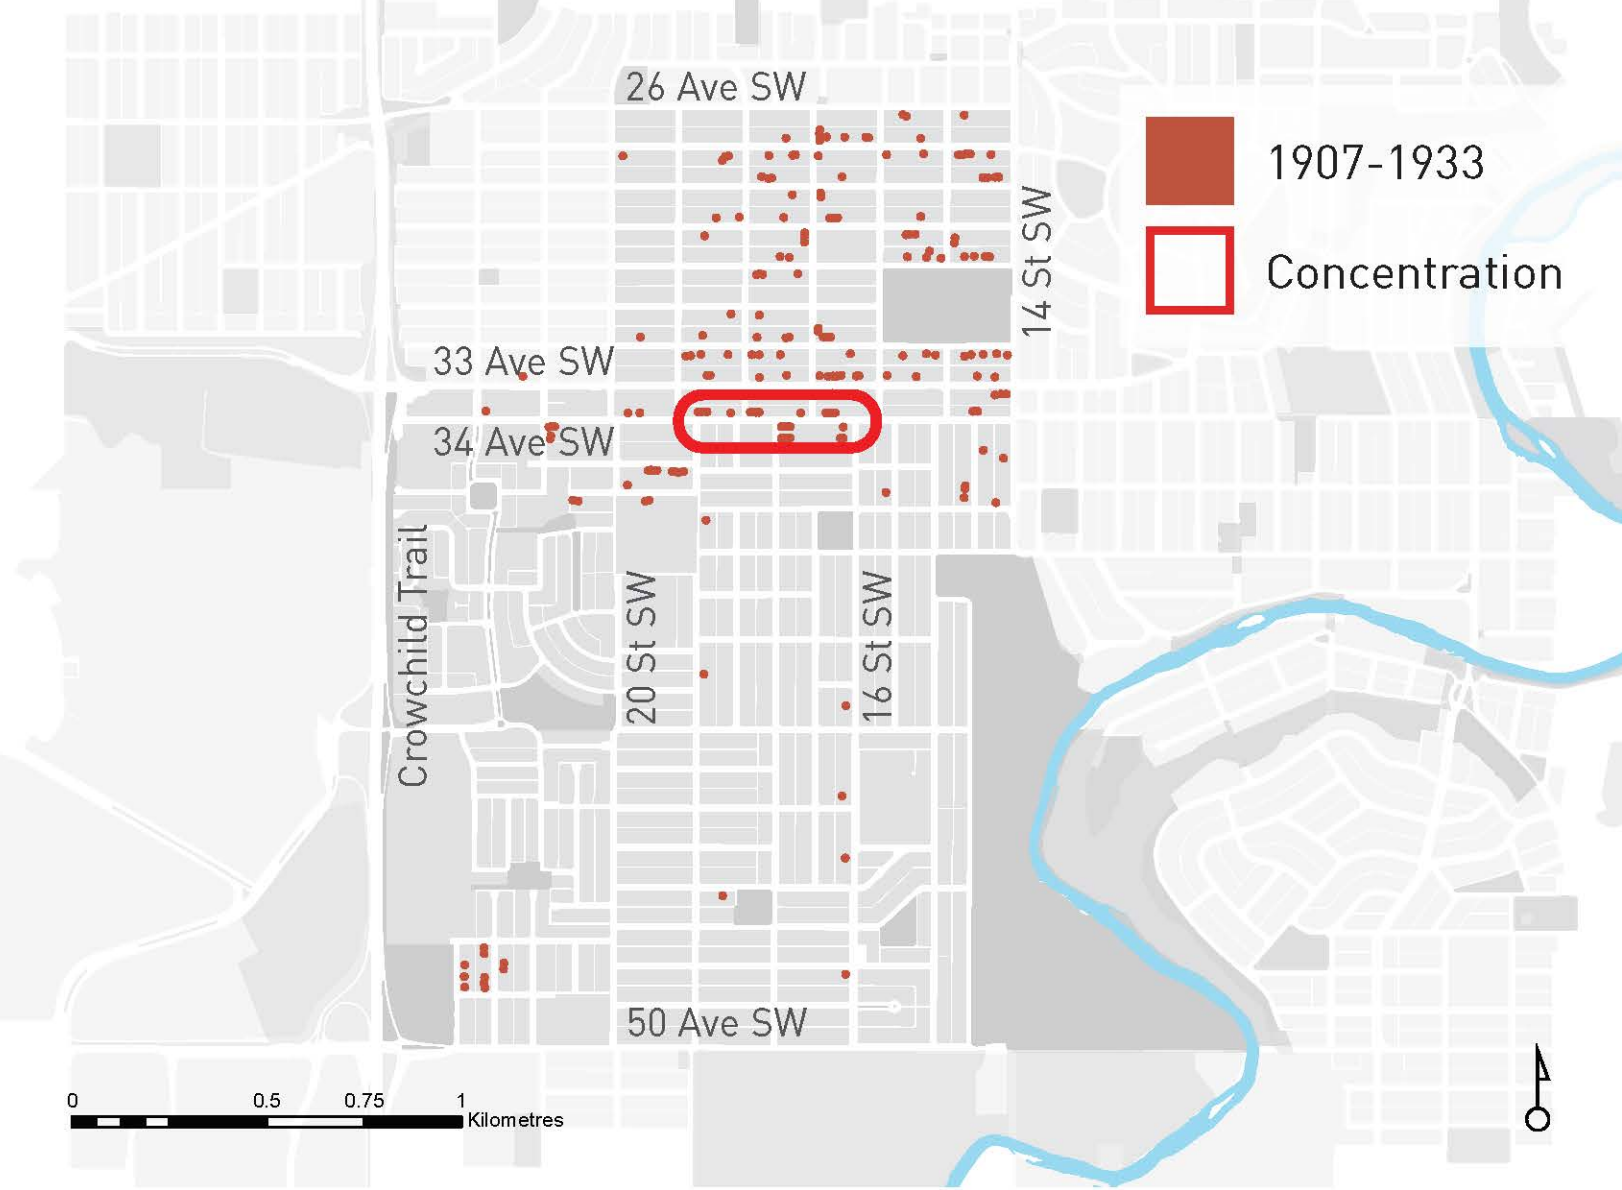 26 Ave SW
1907-1933
14 St SW
Concentration
33 Ave SW
34 Ave SW
Crowchild Trail
20 St SW
16 St SW
50 Ave SW
0 0.5 0.75 1
Kilometres